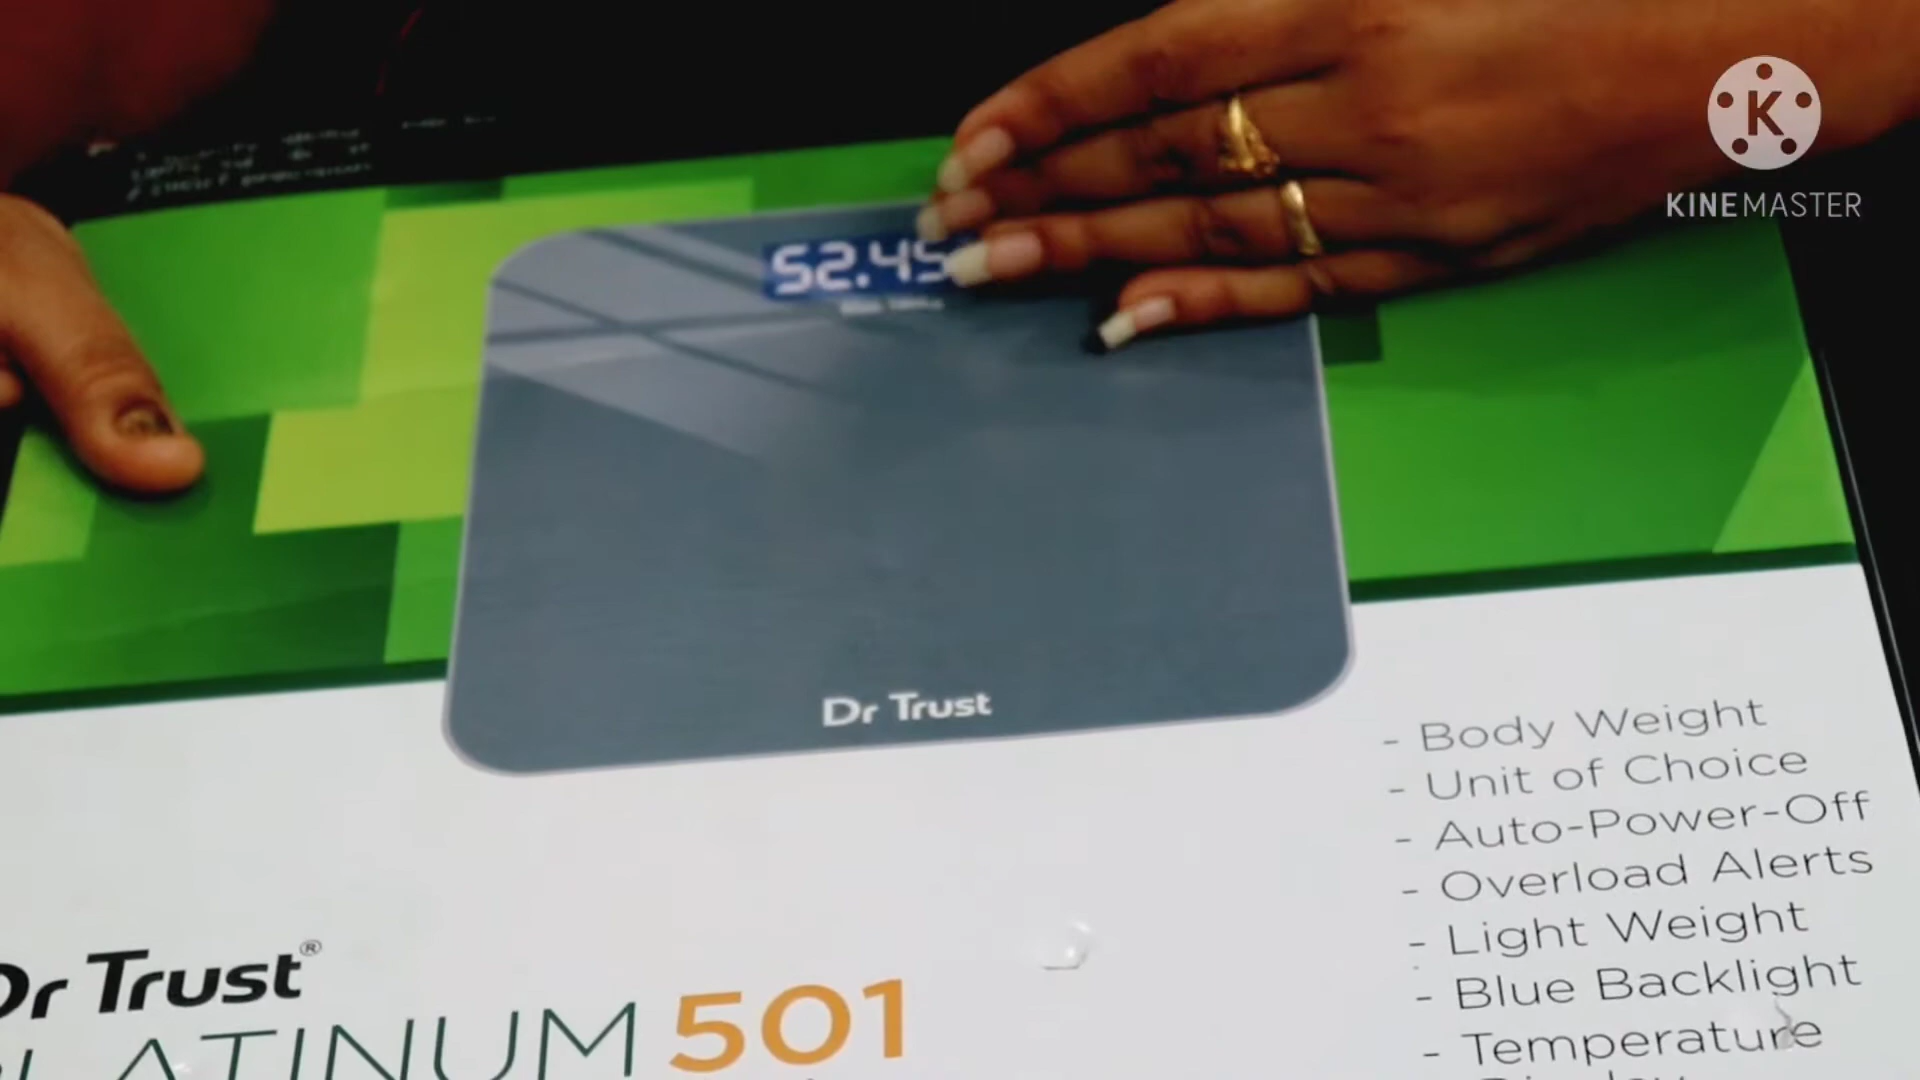 K
KINEMASTER
52.45
Dr Trust
- Body Weight
- Unit of Choice
- Auto-Power-Off
- Overload Alerts
- Light Weight
- Blue Backlight
- Temperature
Dr Trust®
PLATINUM 501